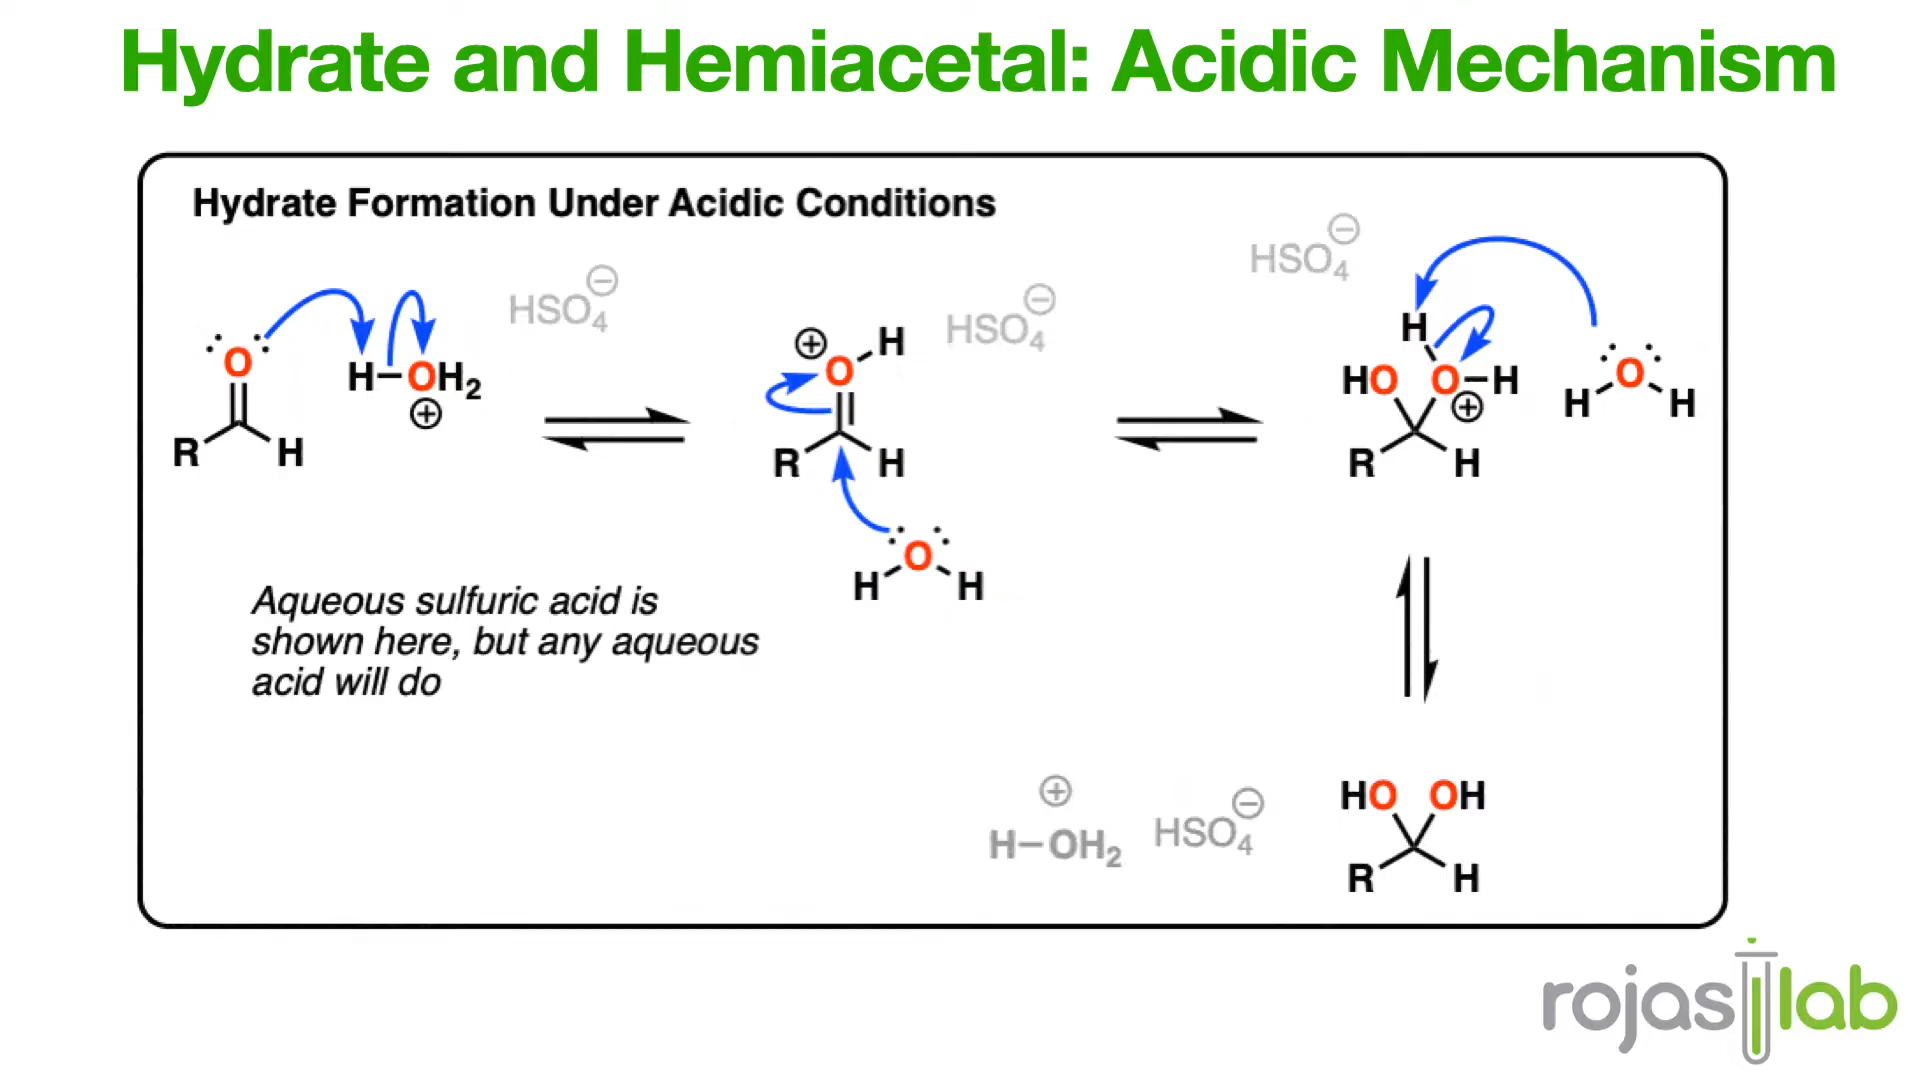 Hydrate and Hemiacetal: Acidic Mechanism
Hydrate Formation Under Acidic Conditions
O
R H
H–OH₂
⊕
HSO₄⊖
⊕
O H
R H
H O H
HSO₄⊖
HSO₄⊖
H
HO O–H
⊕
R H
H O H
Aqueous sulfuric acid is
shown here, but any aqueous
acid will do
⊕
H–OH₂
HSO₄⊖
HO OH
R H
rojas lab